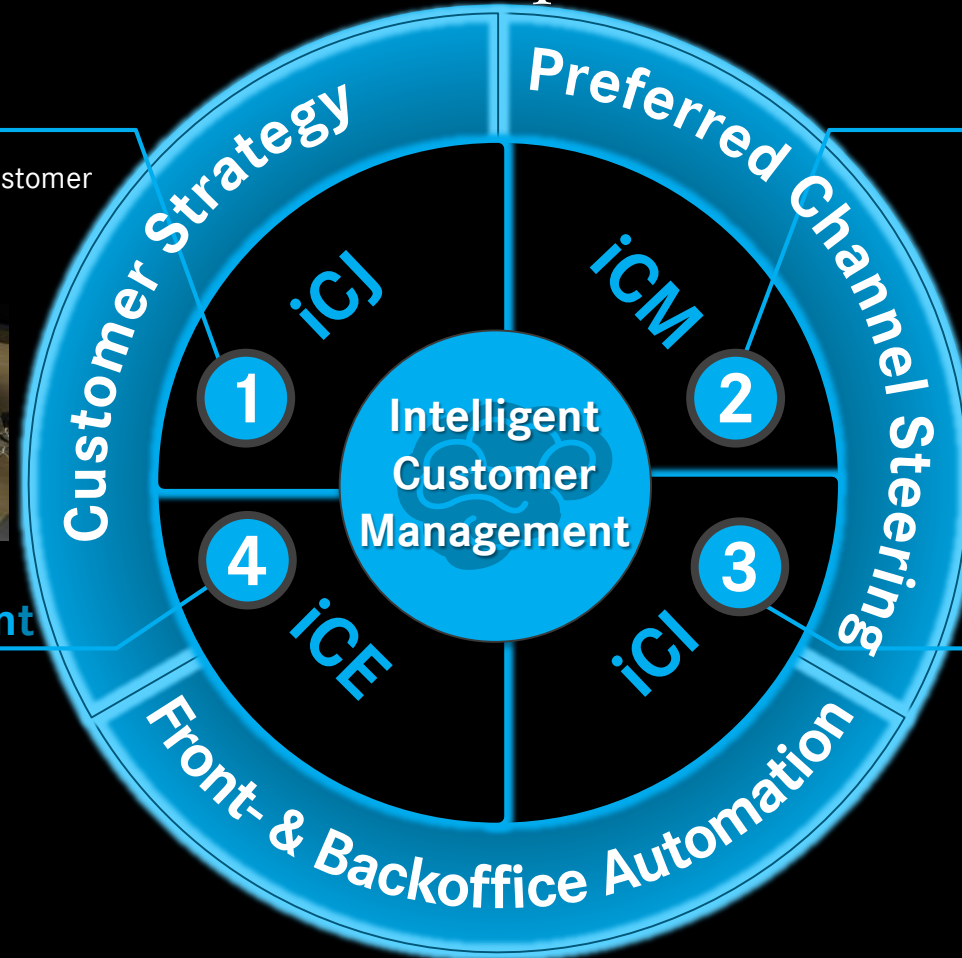 Customer Strategy
Preferred Channel Steering
stomer
iCJ
iCM
1
2
Intelligent
Customer
Management
4
3
nt
iCE
iCI
Front- & Backoffice Automation